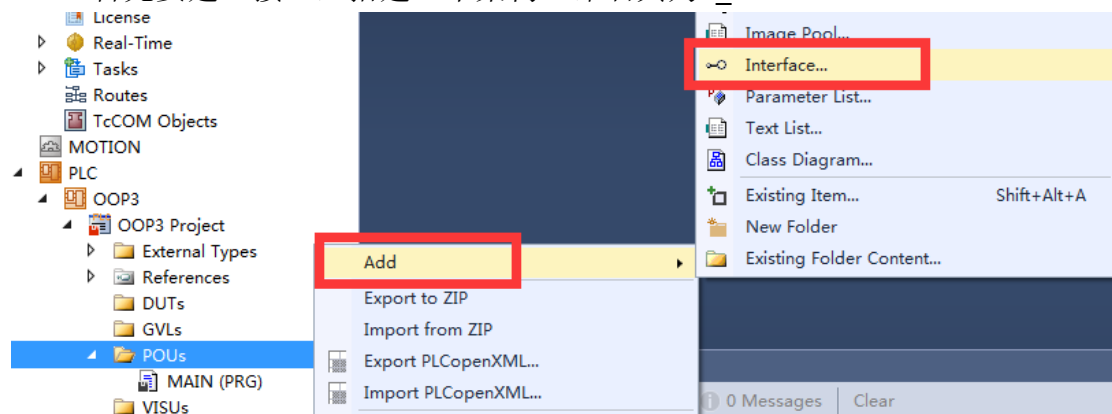 License
Real-Time
Tasks
Routes
TcCOM Objects
MOTION
PLC
OOP3
OOP3 Project
External Types
References
DUTs
GVLs
POUs
MAIN (PRG)
VISUs
Add
Export to ZIP
Import from ZIP
Export PLCopenXML...
Import PLCopenXML...
Image Pool...
Interface...
Parameter List...
Text List...
Class Diagram...
Existing Item... Shift+Alt+A
New Folder
Existing Folder Content...
0 Messages Clear